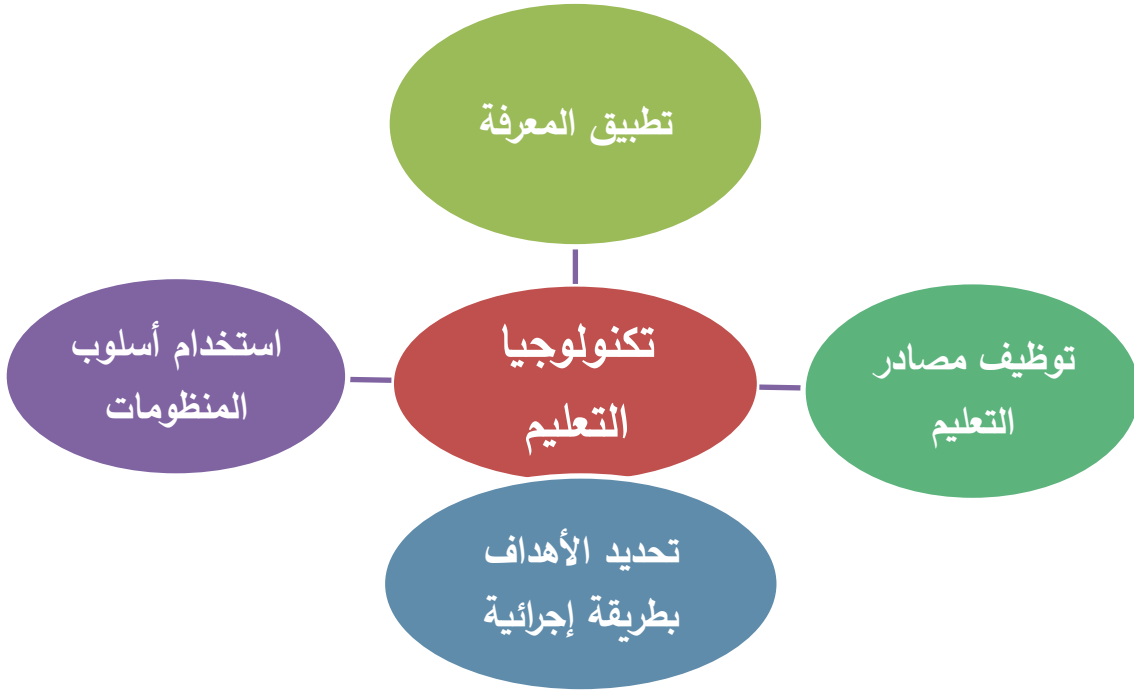 تطبيق المعرفة
توظيف مصادر
التعليم
تكنولوجيا
التعليم
استخدام أسلوب
المنظومات
تحديد الأهداف
بطريقة إجرائية